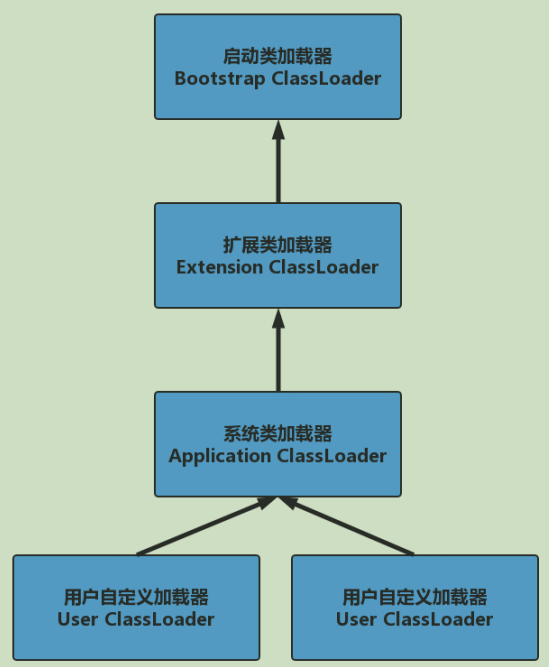 启动类加载器
Bootstrap ClassLoader
扩展类加载器
Extension ClassLoader
系统类加载器
Application ClassLoader
用户自定义加载器
User ClassLoader
用户自定义加载器
User ClassLoader